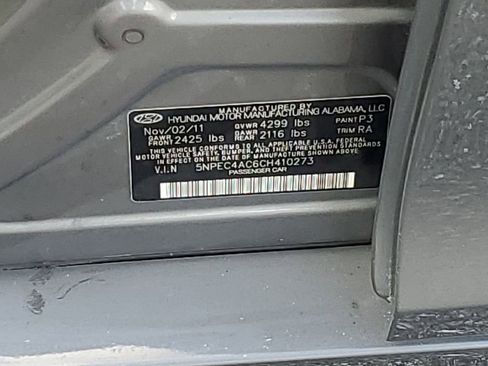 MANUFACTURED BY
HYUNDAI MOTOR MANUFACTURING ALABAMA, LLC
Nov/02/11 GVWR 4299 lbs PAINT P3
GAWR FRONT 2425 lbs GAWR REAR 2116 lbs TRIM RA
THIS VEHICLE CONFORMS TO ALL APPLICABLE U.S. FEDERAL
MOTOR VEHICLE SAFETY, BUMPER, AND THEFT PREVENTION STANDARDS
IN EFFECT ON THE DATE OF MANUFACTURE SHOWN ABOVE.
V.I.N 5NPEC4AC6CH410273
PASSENGER CAR